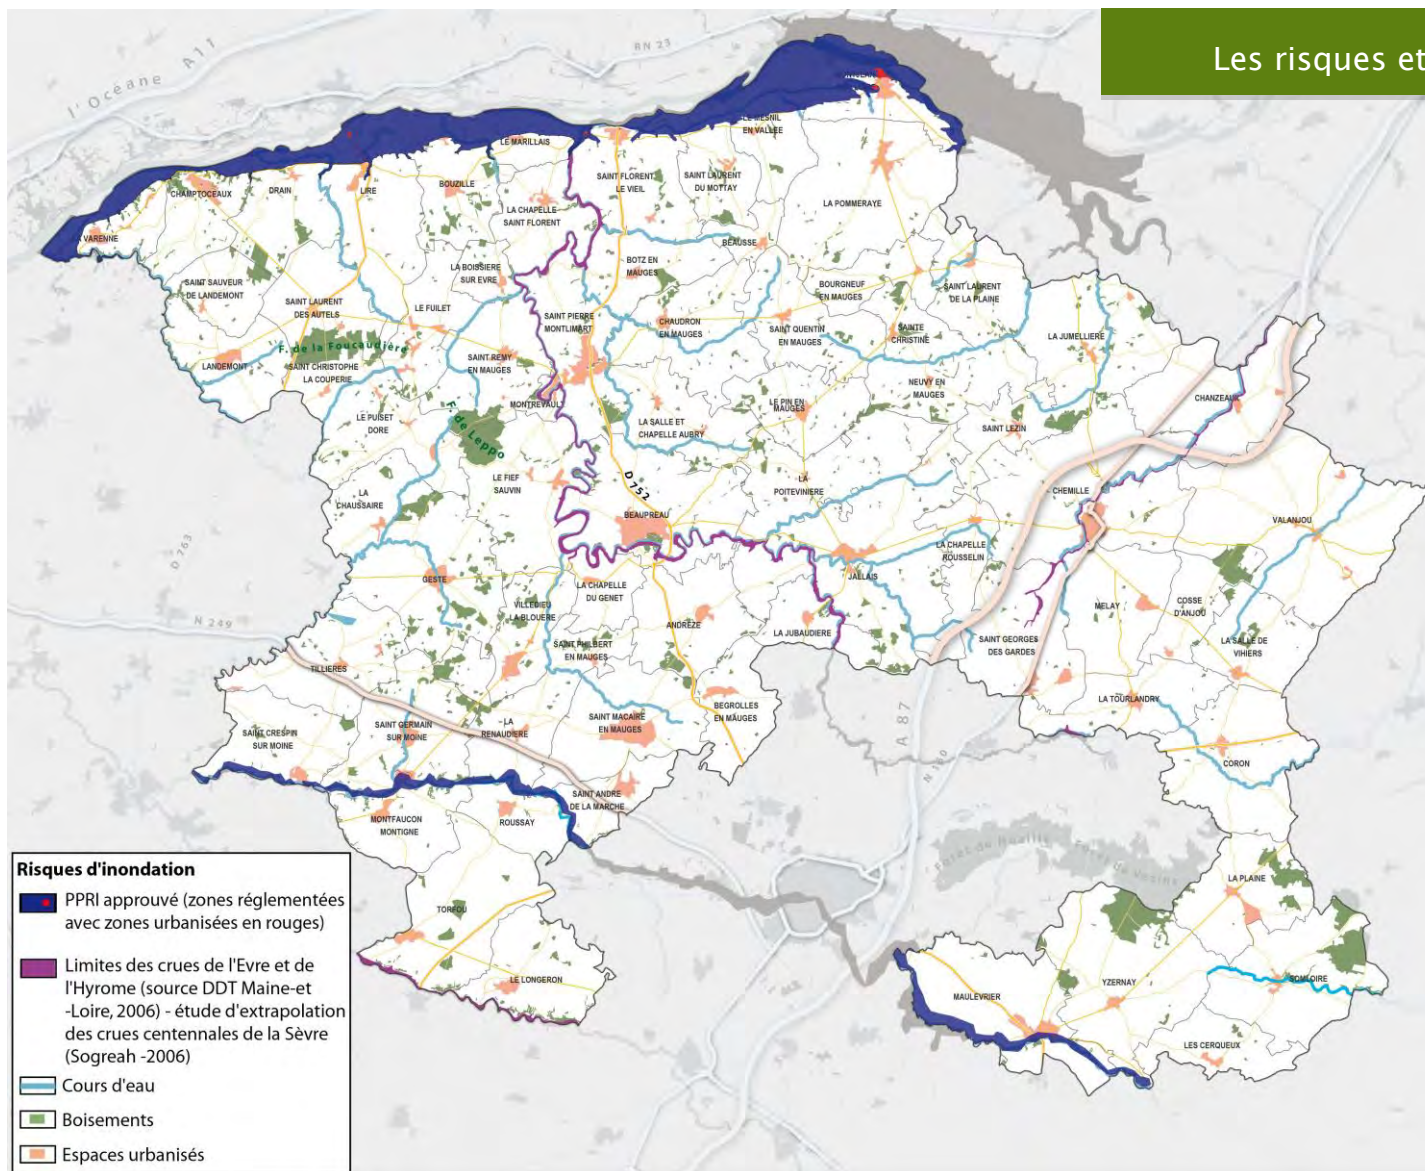 Les risques et
l'Océane A11
RN 23
LE MESNIL
EN VALLEE
LE MARILLAIS
SAINT FLORENT
LE VIEIL
SAINT LAURENT
DU MOTTAY
CHAMPTOCEAUX
DRAIN
LIRE
BOUZILLE
LA CHAPELLE
SAINT FLORENT
LA POMMERAYE
LA VARENNE
BEAUSSE
LA BOISSIERE
SUR EVRE
BOTZ EN
MAUGES
SAINT SAUVEUR
DE LANDEMONT
SAINT LAURENT
DES AUTELS
LE FUILET
SAINT PIERRE
MONTLIMART
CHAUDRON
EN MAUGES
BOURGNEUF
EN MAUGES
SAINT LAURENT
DE LA PLAINE
SAINT QUENTIN
EN MAUGES
SAINTE
CHRISTINE
LA JUMELLIERE
F. de la Foucaudière
LANDEMONT
SAINT CHRISTOPHE
LA COUPERIE
SAINT REMY
EN MAUGES
MONTREVAULT
NEUVY EN
MAUGES
CHANZEAUX
LE PUISET
DORE
F. de Leppo
LA SALLE ET
CHAPELLE AUBRY
LE PIN EN
MAUGES
SAINT LEZIN
LE FIEF
SAUVIN
D 752
LA
POITEVINIERE
CHEMILLE
LA
CHAUSSAIRE
BEAUPREAU
VALANJOU
D 763
LA CHAPELLE
ROUSSELIN
GESTE
LA CHAPELLE
DU GENET
JALLAIS
VILLEDIEU
LA BLOUERE
ANDREZE
LA JUBAUDIERE
MELAY
COSSE
D'ANJOU
N 249
SAINT PHILBERT
EN MAUGES
SAINT GEORGES
DES GARDES
LA SALLE DE
VIHIERS
TILLIERES
LA TOURLANDRY
SAINT CRESPIN
SUR MOINE
SAINT GERMAIN
SUR MOINE
LA
RENAUDIERE
SAINT MACAIRE
EN MAUGES
BEGROLLES
EN MAUGES
A 87
N 160
CORON
SAINT ANDRE
DE LA MARCHE
MONTFAUCON
MONTIGNE
ROUSSAY
LA PLAINE
TORFOU
LE LONGERON
MAULEVRIER
YZERNAY
SOMLOIRE
LES CERQUEUX
Risques d'inondation
PPRI approuvé (zones réglementées
avec zones urbanisées en rouges)
Limites des crues de l'Evre et de
l'Hyrome (source DDT Maine-et
-Loire, 2006) - étude d'extrapolation
des crues centennales de la Sèvre
(Sogreah -2006)
Cours d'eau
Boisements
Espaces urbanisés